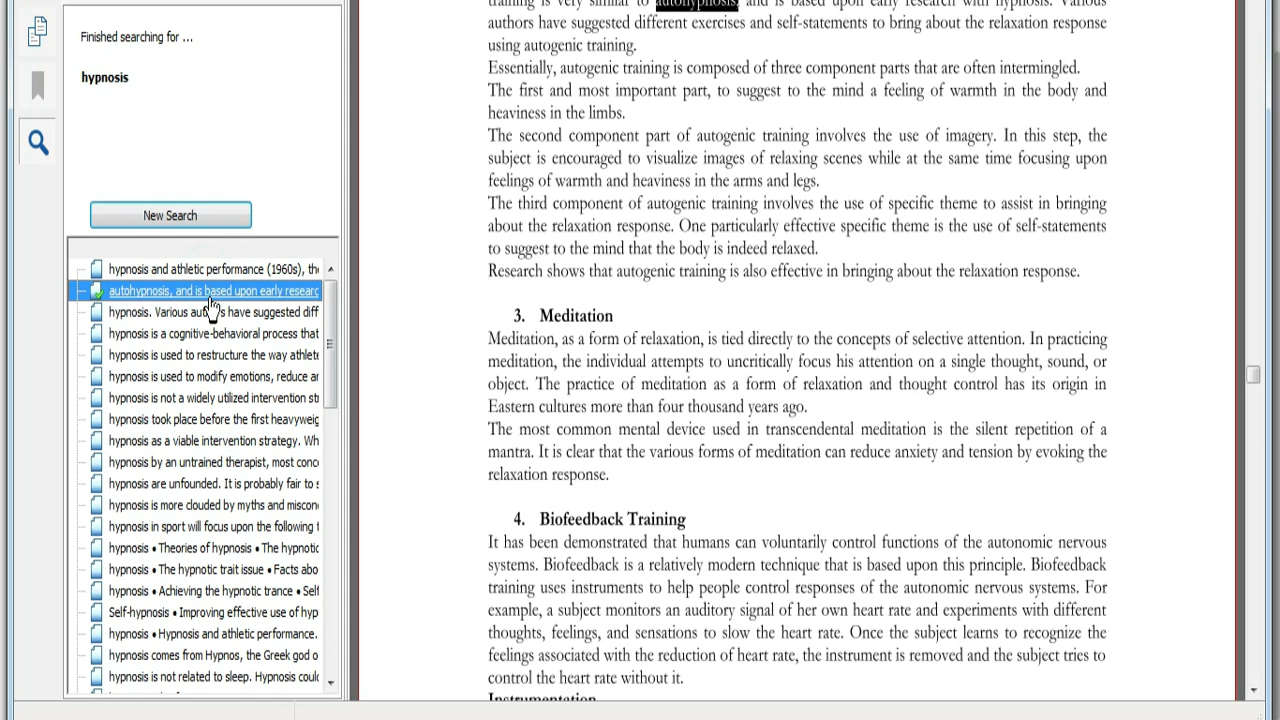 Finished searching for ...
hypnosis
New Search
hypnosis and athletic performance (1960s), the
autohypnosis, and is based upon early researc
hypnosis. Various au s have suggested diff
hypnosis is a cognitive-behavioral process that
hypnosis is used to restructure the way athlete
hypnosis is used to modify emotions, reduce ar
hypnosis is not a widely utilized intervention st
hypnosis took place before the first heavyweig
hypnosis as a viable intervention strategy. Wh
hypnosis by an untrained therapist, most conc
hypnosis are unfounded. It is probably fair to s
hypnosis is more clouded by myths and miscon
hypnosis in sport will focus upon the following t
hypnosis • Theories of hypnosis • The hypnotic
hypnosis • The hypnotic trait issue • Facts abo
hypnosis • Achieving the hypnotic trance • Self
Self-hypnosis • Improving effective use of hyp
hypnosis • Hypnosis and athletic performance.
hypnosis comes from Hypnos, the Greek god o
hypnosis is not related to sleep. Hypnosis could
training is very similar to autohypnosis, and is based upon early research with hypnosis. Various
authors have suggested different exercises and self-statements to bring about the relaxation response
using autogenic training.
Essentially, autogenic training is composed of three component parts that are often intermingled.
The first and most important part, to suggest to the mind a feeling of warmth in the body and
heaviness in the limbs.
The second component part of autogenic training involves the use of imagery. In this step, the
subject is encouraged to visualize images of relaxing scenes while at the same time focusing upon
feelings of warmth and heaviness in the arms and legs.
The third component of autogenic training involves the use of specific theme to assist in bringing
about the relaxation response. One particularly effective specific theme is the use of self-statements
to suggest to the mind that the body is indeed relaxed.
Research shows that autogenic training is also effective in bringing about the relaxation response.
3. Meditation
Meditation, as a form of relaxation, is tied directly to the concepts of selective attention. In practicing
meditation, the individual attempts to uncritically focus his attention on a single thought, sound, or
object. The practice of meditation as a form of relaxation and thought control has its origin in
Eastern cultures more than four thousand years ago.
The most common mental device used in transcendental meditation is the silent repetition of a
mantra. It is clear that the various forms of meditation can reduce anxiety and tension by evoking the
relaxation response.
4. Biofeedback Training
It has been demonstrated that humans can voluntarily control functions of the autonomic nervous
systems. Biofeedback is a relatively modern technique that is based upon this principle. Biofeedback
training uses instruments to help people control responses of the autonomic nervous systems. For
example, a subject monitors an auditory signal of her own heart rate and experiments with different
thoughts, feelings, and sensations to slow the heart rate. Once the subject learns to recognize the
feelings associated with the reduction of heart rate, the instrument is removed and the subject tries to
control the heart rate without it.
Instrumentation